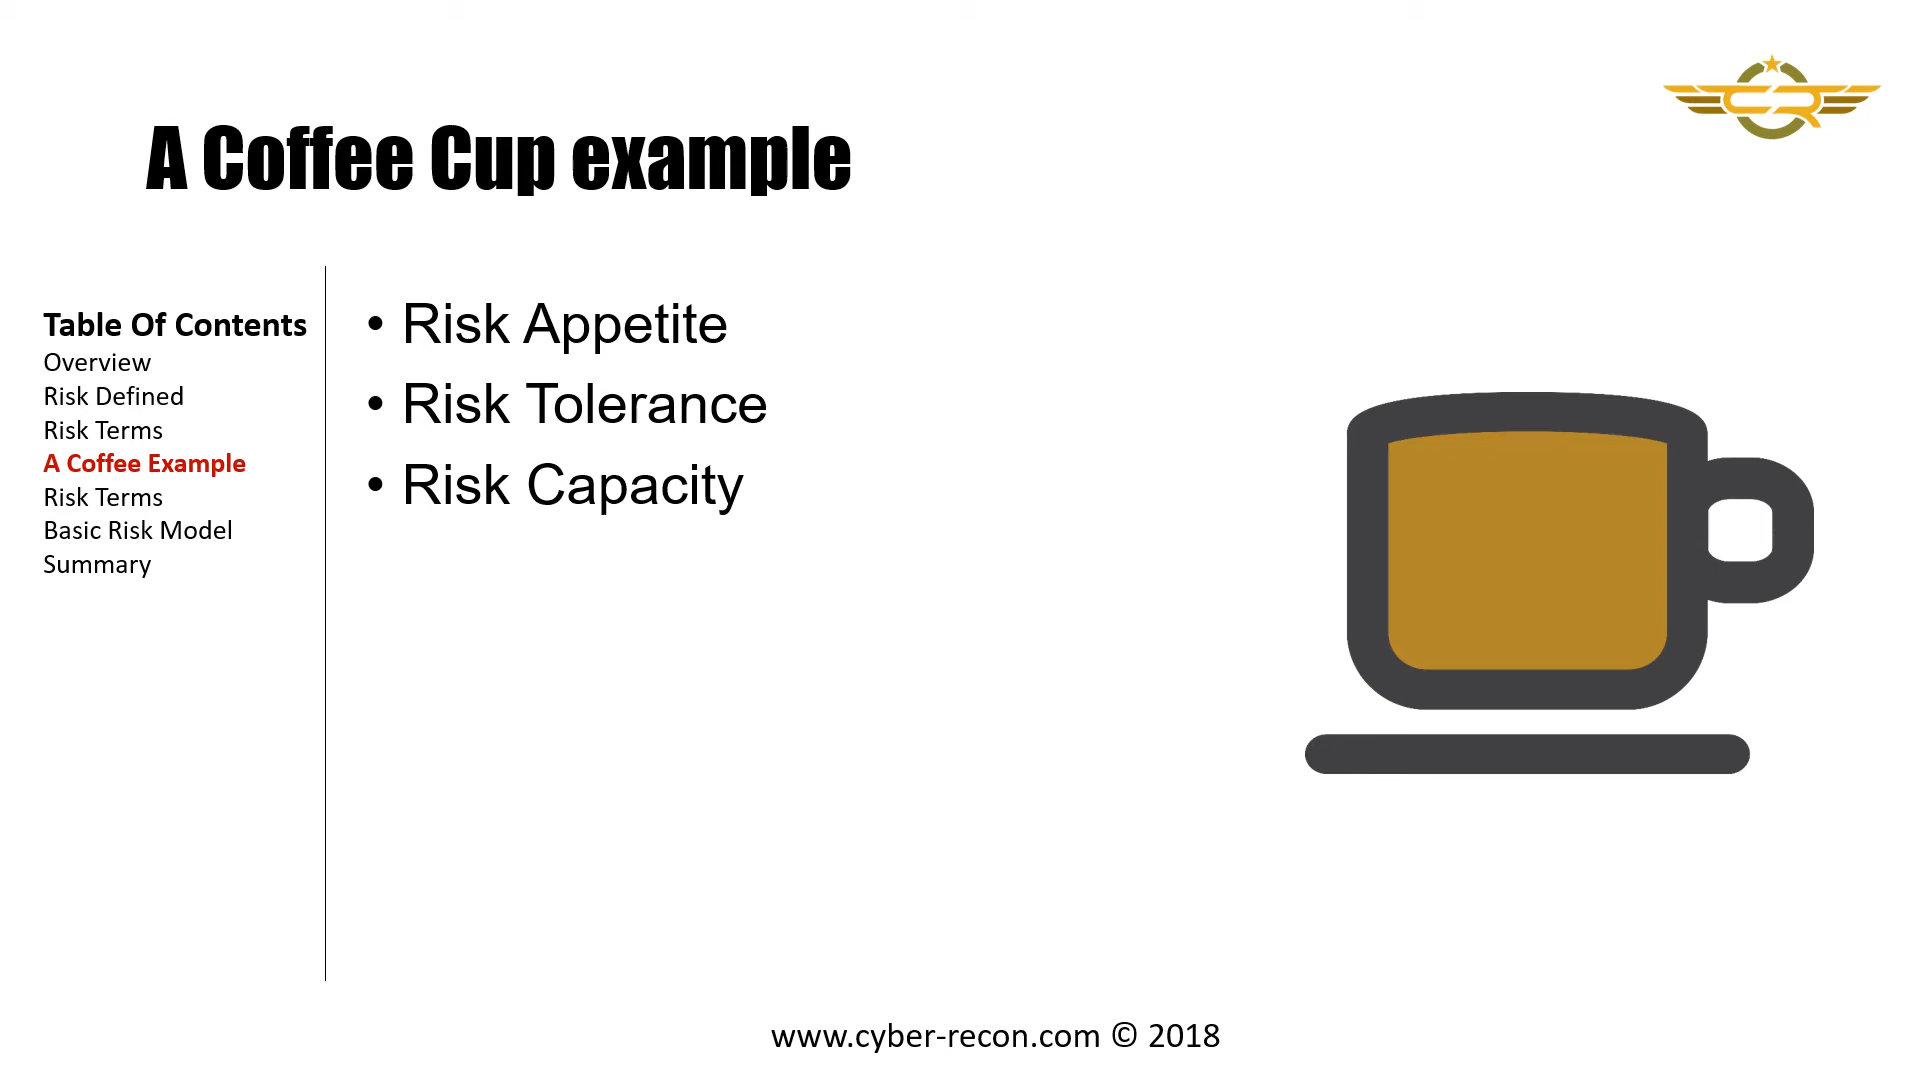 CR
A Coffee Cup example
Table Of Contents
Overview
Risk Defined
Risk Terms
A Coffee Example
Risk Terms
Basic Risk Model
Summary
• Risk Appetite
• Risk Tolerance
• Risk Capacity
www.cyber-recon.com © 2018